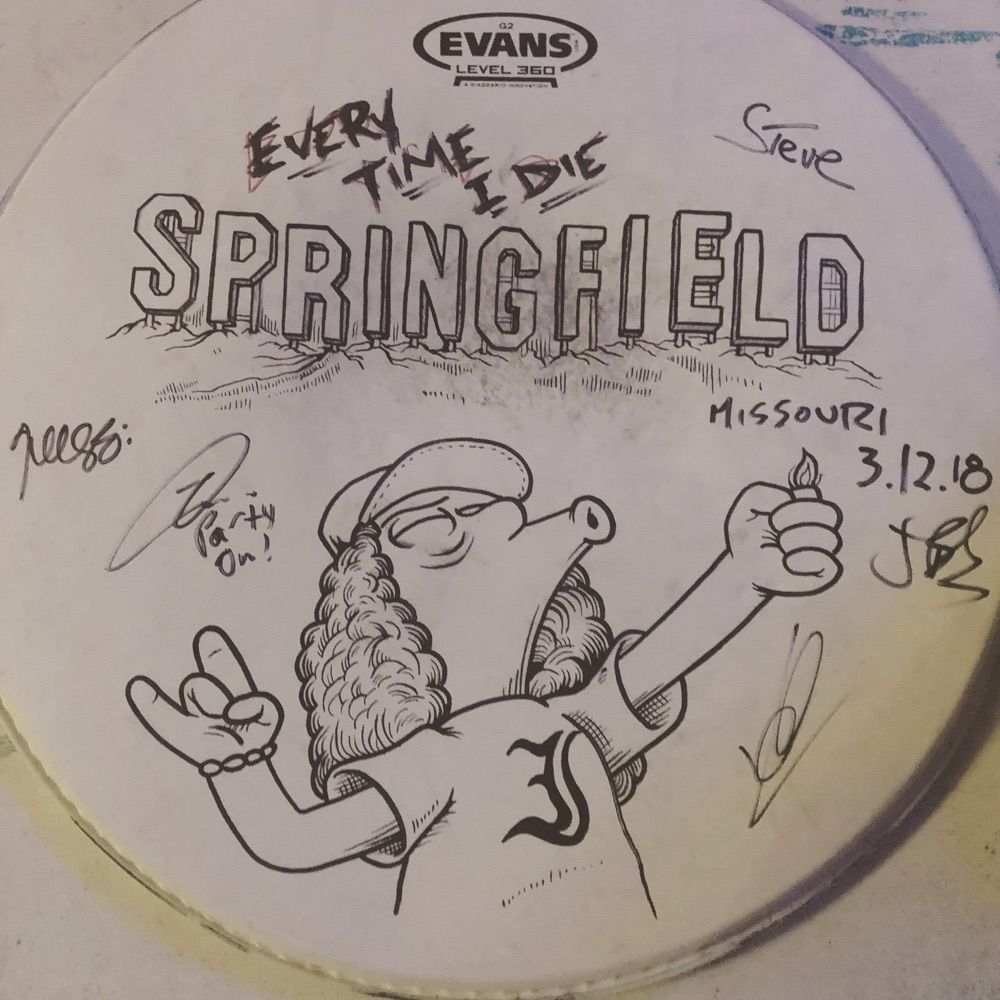 G2
EVANS
LEVEL 360
A D'ADDARIO INNOVATION
EVERY
TIME
I DIE
Steve
SPRINGFIELD
MISSOURI
3.12.18
Party
On!